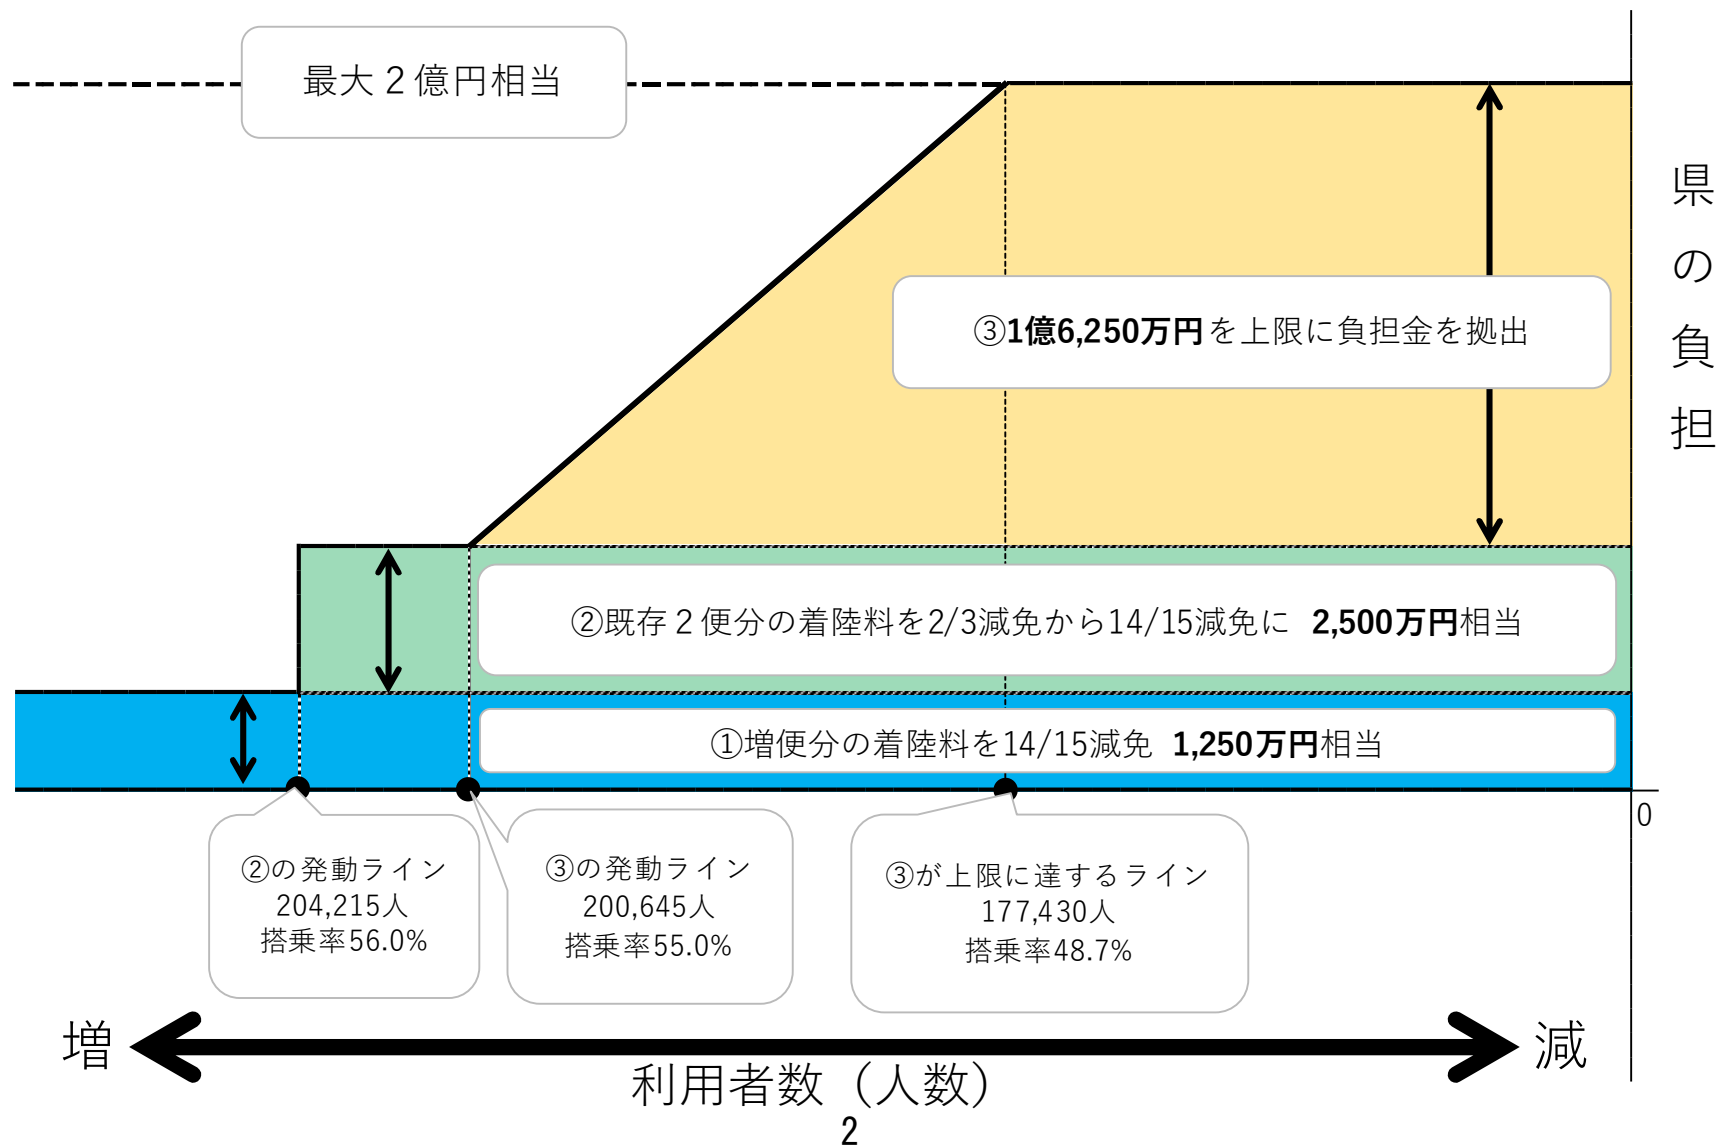 最大２億円相当
県の負担
③1億6,250万円を上限に負担金を拠出
②既存２便分の着陸料を2/3減免から14/15減免に 2,500万円相当
①増便分の着陸料を14/15減免 1,250万円相当
0
②の発動ライン
204,215人
搭乗率56.0%
③の発動ライン
200,645人
搭乗率55.0%
③が上限に達するライン
177,430人
搭乗率48.7%
増
減
利用者数（人数）
2